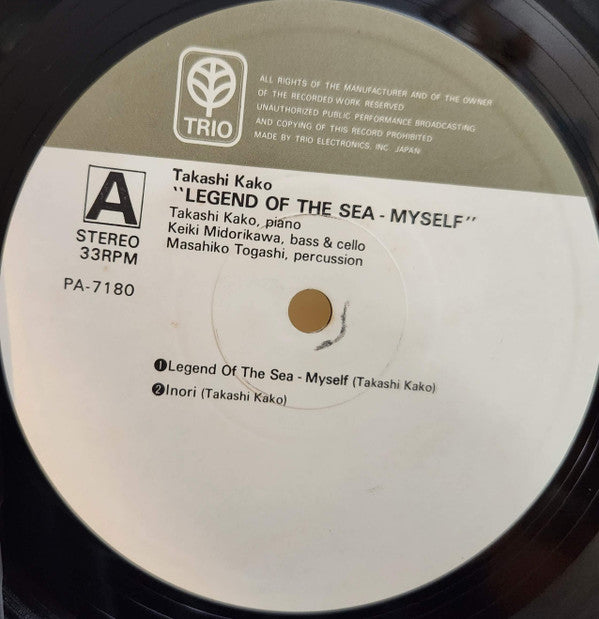 TRIO
ALL RIGHTS OF THE MANUFACTURER AND OF THE OWNER
OF THE RECORDED WORK RESERVED
UNAUTHORIZED PUBLIC PERFORMANCE BROADCASTING
AND COPYING OF THIS RECORD PROHIBITED
MADE BY TRIO ELECTRONICS, INC. JAPAN
A
STEREO
33RPM
PA-7180
Takashi Kako
"LEGEND OF THE SEA - MYSELF"
Takashi Kako, piano
Keiki Midorikawa, bass & cello
Masahiko Togashi, percussion
❶Legend Of The Sea - Myself (Takashi Kako)
❷Inori (Takashi Kako)